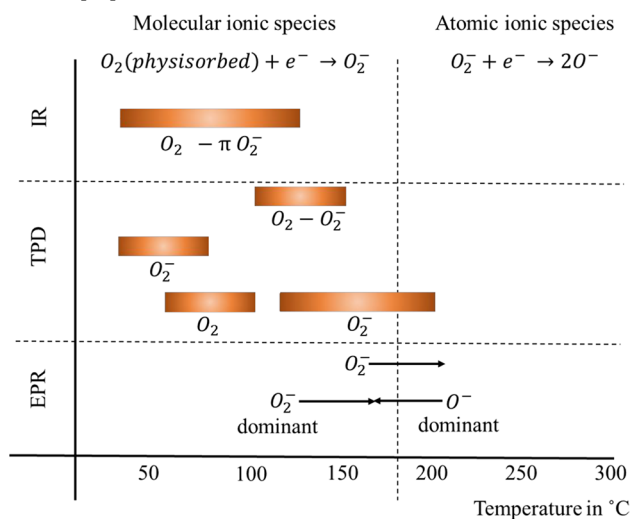 Molecular ionic species
Atomic ionic species
O₂(physisorbed) + e⁻ → O₂⁻
O₂⁻ + e⁻ → 2O⁻
IR
O₂ − π O₂⁻
TPD
O₂ − O₂⁻
O₂⁻
O₂
O₂⁻
EPR
O₂⁻
O₂⁻
O⁻
dominant
dominant
50
100
150
200
250
300
Temperature in ˚C